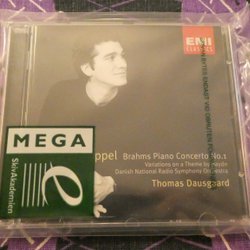 EMI
CLASSICS
ppel Brahms Piano Concerto No.1
Variations on a Theme by Haydn
Danish National Radio Symphony Orchestra
Thomas Dausgaard
MEGA
e
SkivAkademien